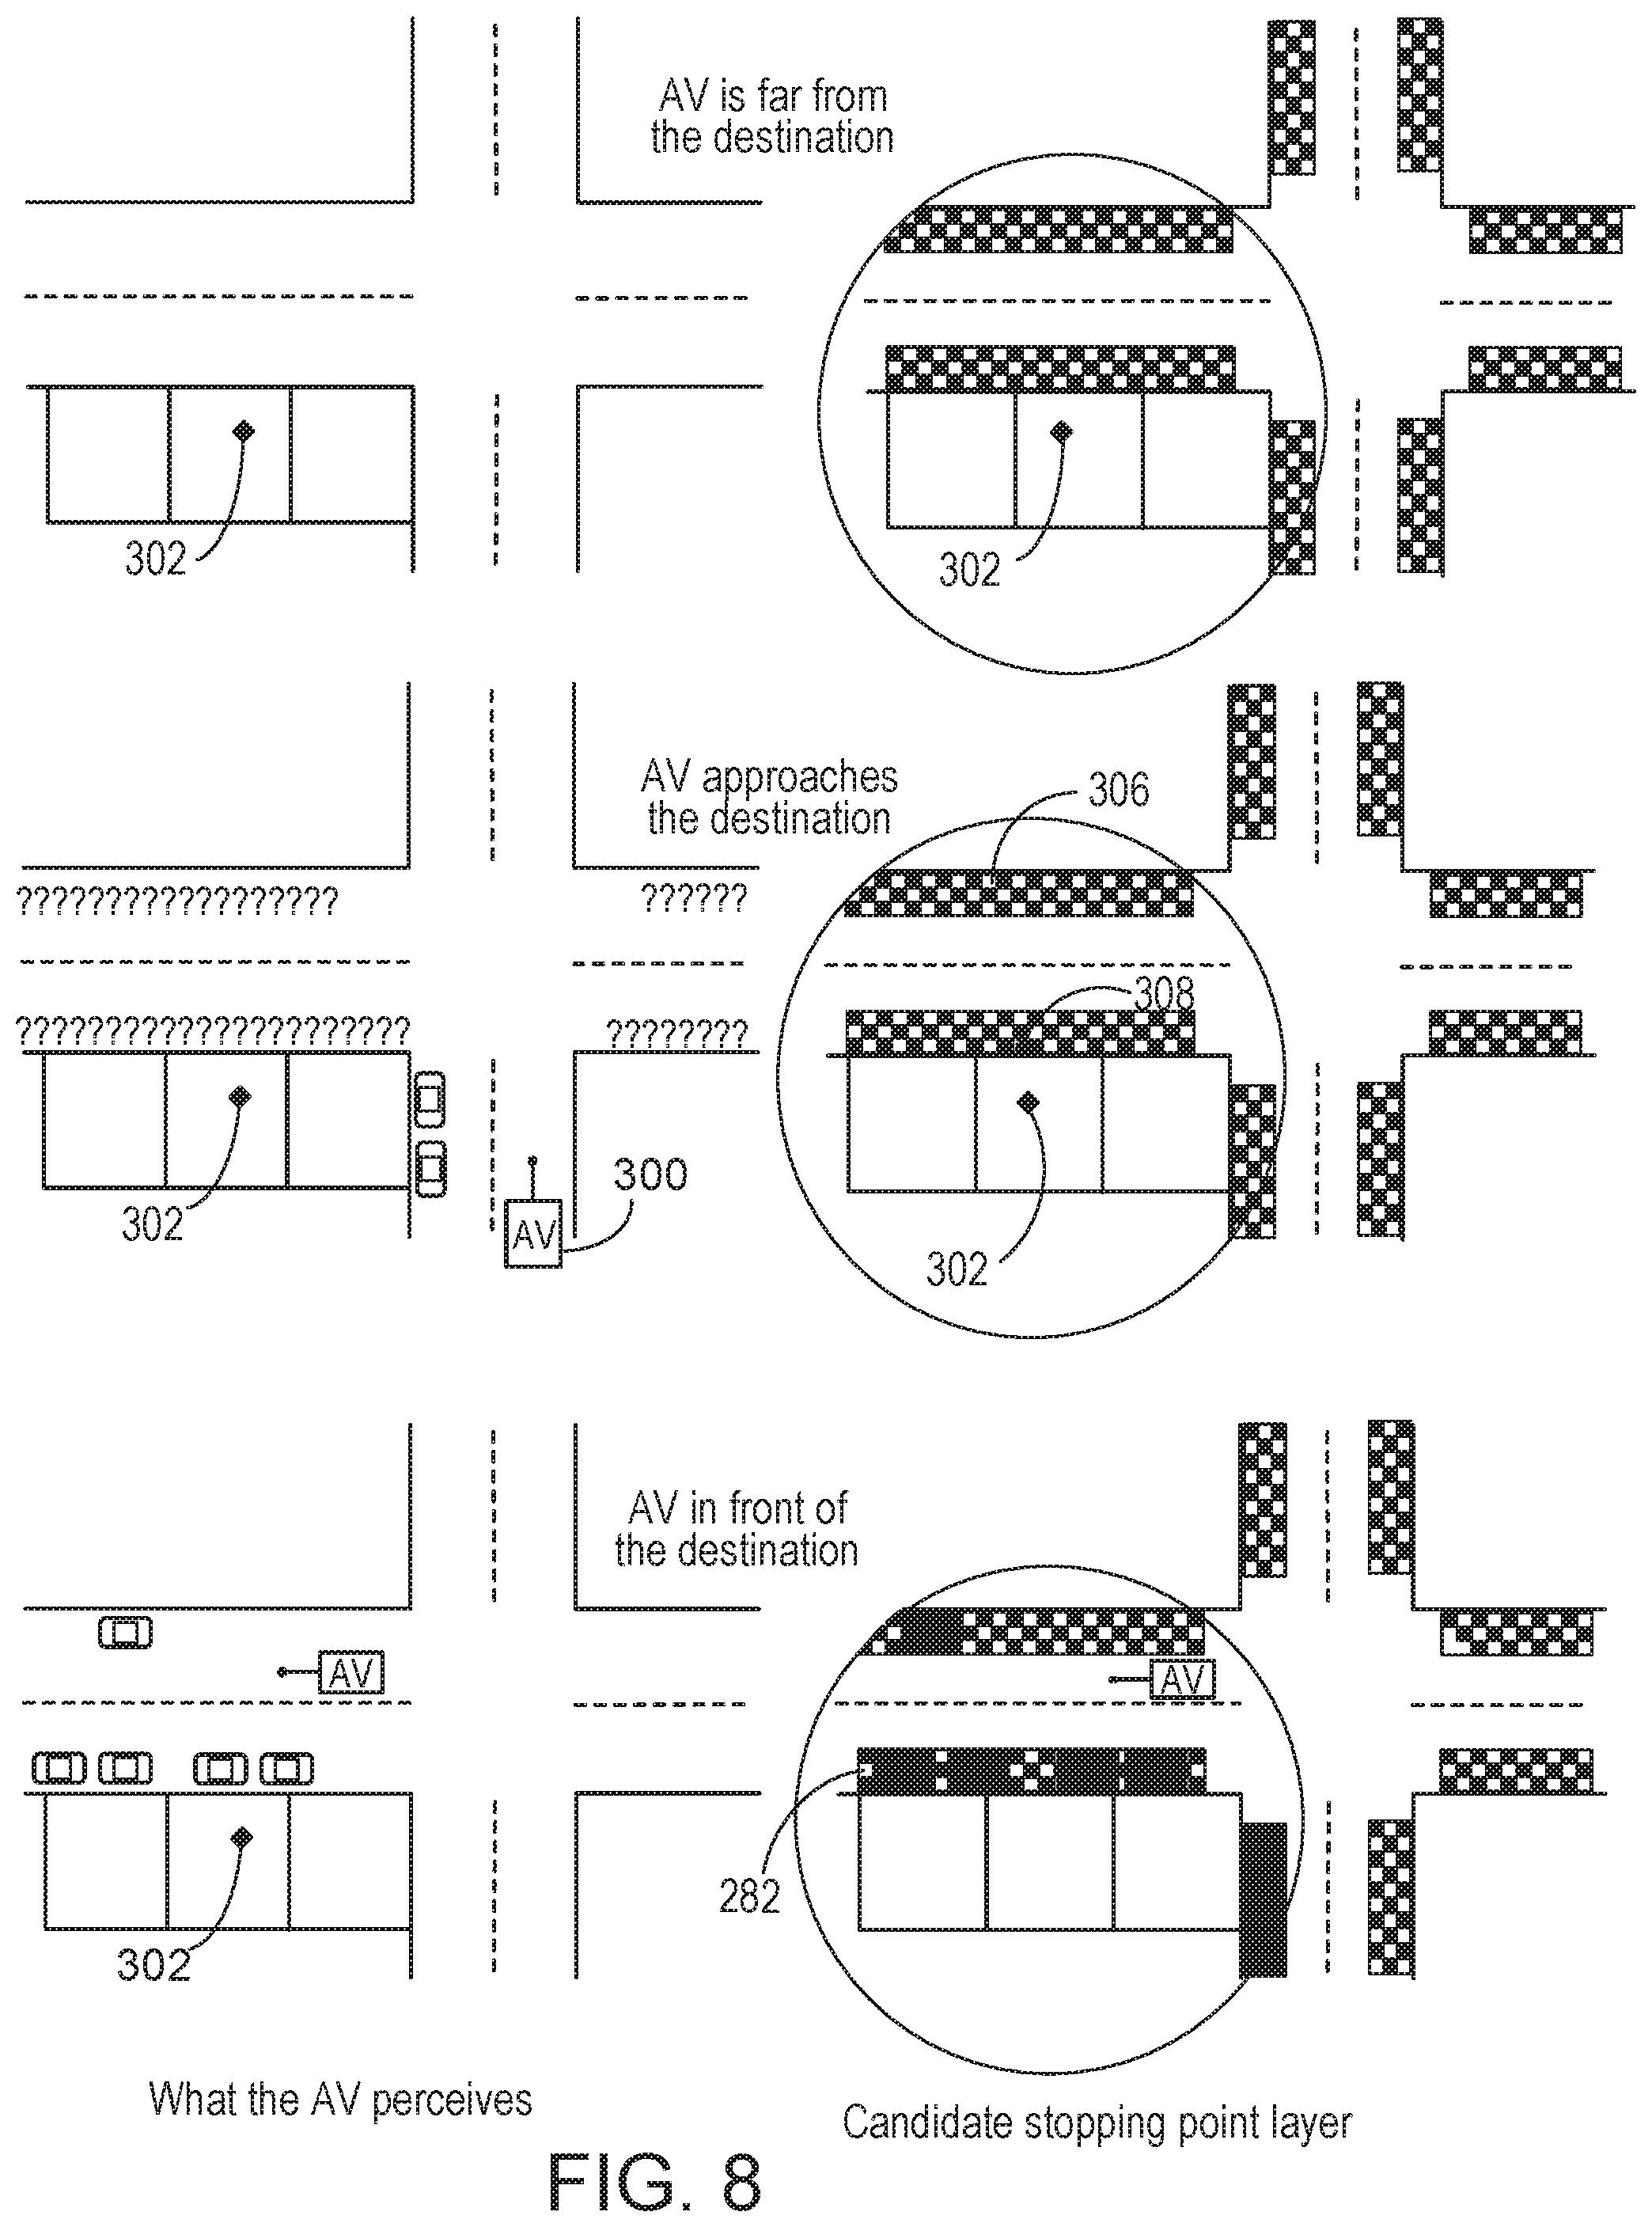 AV is far from
the destination
302
302
AV approaches
the destination
306
?????????????????? ??????
308
?????????????????????? ????????
300
AV
302
302
AV in front of
the destination
AV
AV
282
302
What the AV perceives
Candidate stopping point layer
FIG. 8